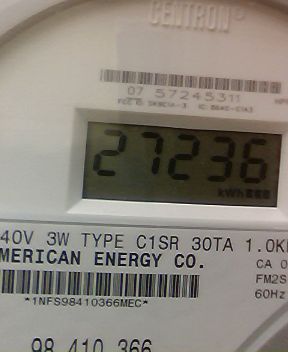 CENTRON®
07 57245311
27236
kWh
40V 3W TYPE C1SR 30TA 1.0K
MERICAN ENERGY CO.
CA 0
FM2S
*1NFS98410366MEC*
60Hz
98 410 366